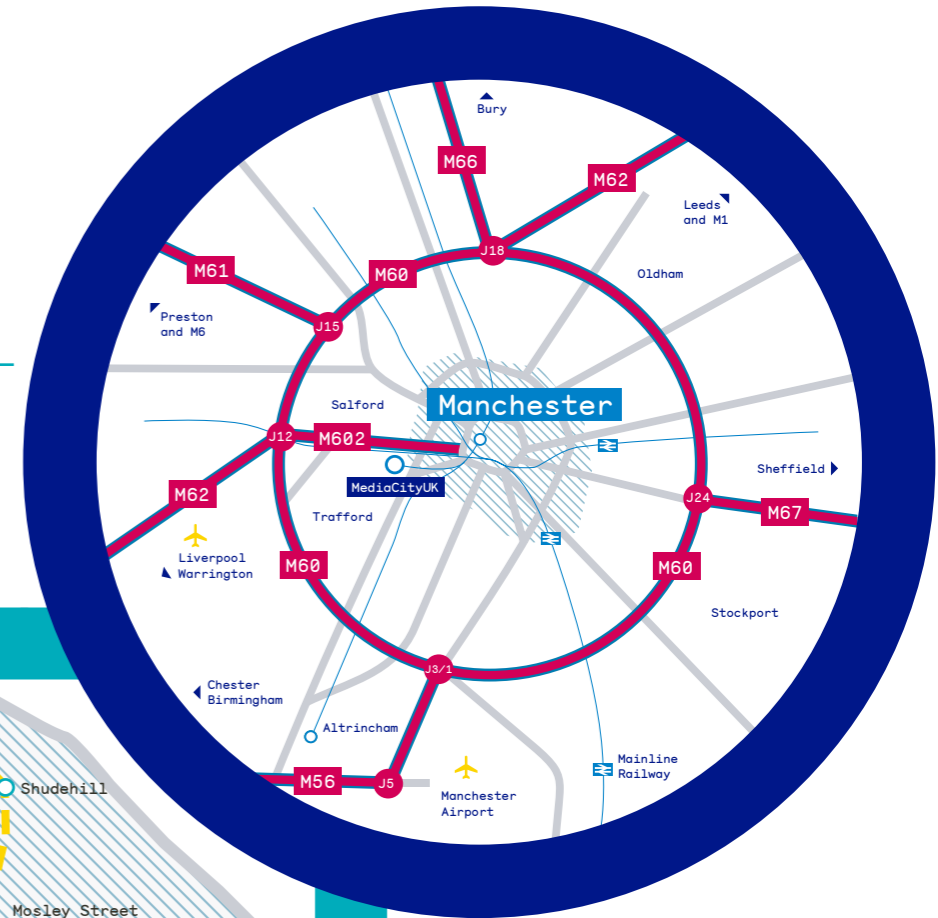 Bury
M66
M62
Leeds
and M1
J18
M61
M60
Oldham
Preston
and M6
J15
Salford
Manchester
J12
M602
MediaCityUK
Sheffield
M62
J24
M67
Trafford
Liverpool
Warrington
M60
M60
Stockport
J3/1
Chester
Birmingham
Altrincham
Mainline
Railway
M56
J5
Manchester
Airport
Shudehill
Mosley Street